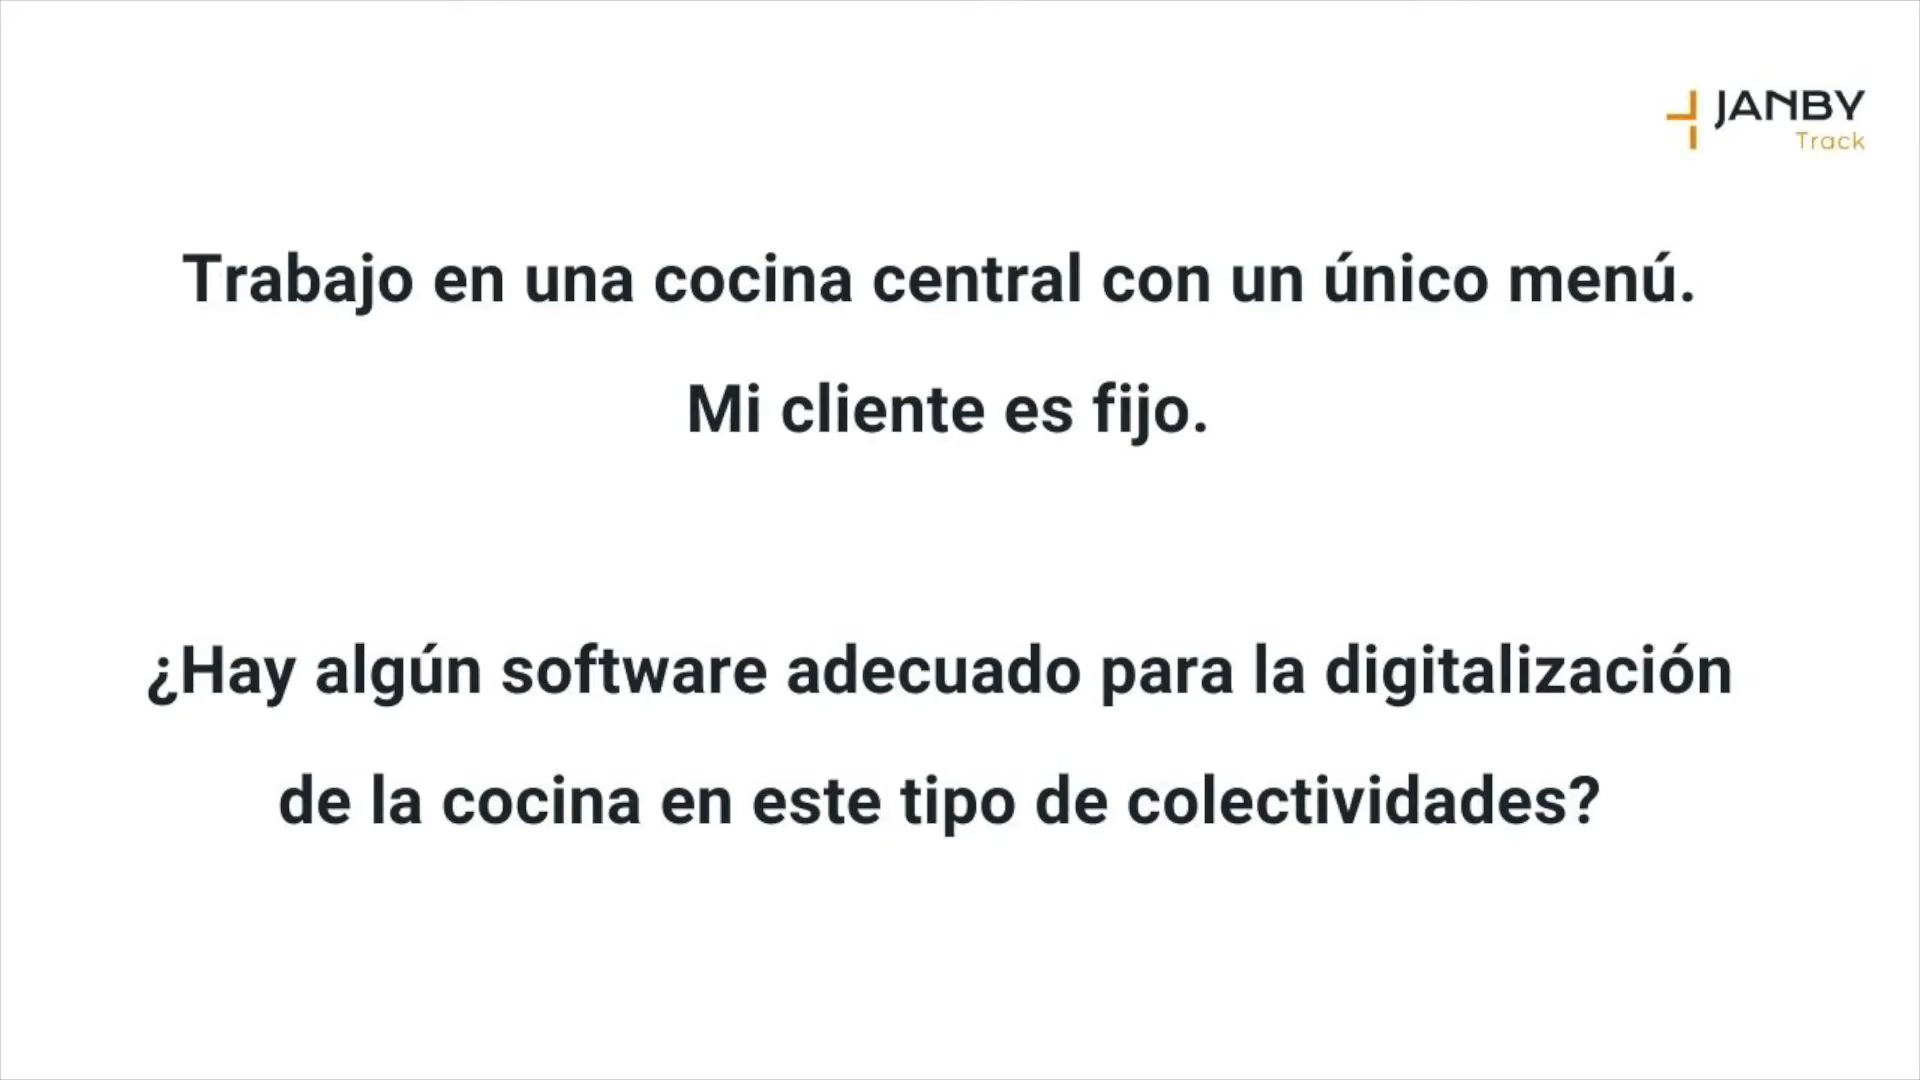 JANBY
Track
Trabajo en una cocina central con un único menú.
Mi cliente es fijo.
¿Hay algún software adecuado para la digitalización
de la cocina en este tipo de colectividades?